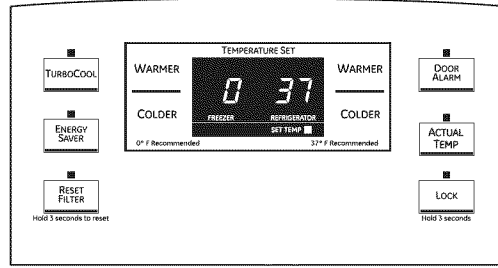 TEMPERATURE SET
TURBOCOOL
WARMER
WARMER
DOOR
ALARM
0 37
FREEZER REFRIGERATOR
COLDER
COLDER
SET TEMP
ENERGY
SAVER
0° F Recommended
37° F Recommended
ACTUAL
TEMP
RESET
FILTER
Hold 3 seconds to reset
LOCK
Hold 3 seconds